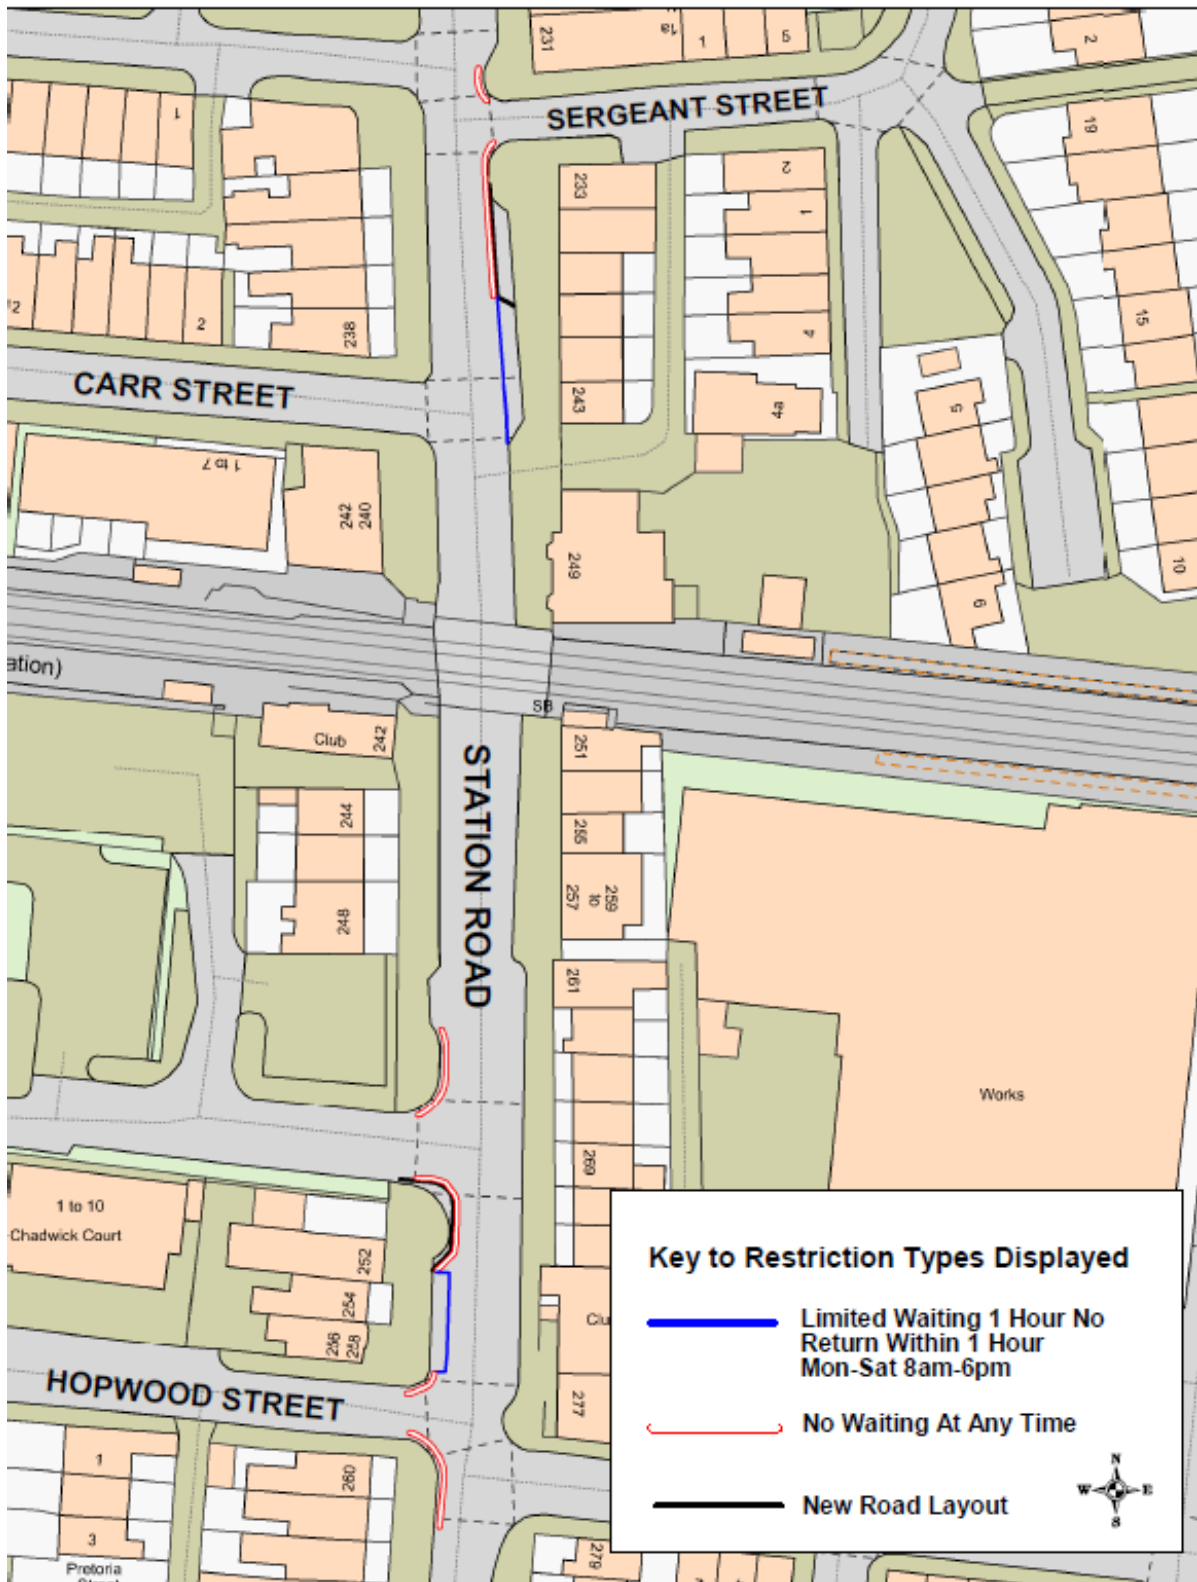 231
1a
1
5
2
SERGEANT STREET
1
19
233
2
1
15
2
238
4
CARR STREET
243
4a
5
1 to 7
242
240
249
10
6
ation)
SB
Club
242
251
STATION ROAD
244
255
259
to
257
248
261
Works
269
1 to 10
Chadwick Court
252
254
256
258
Clu
277
HOPWOOD STREET
1
260
3
279
Pretoria
Key to Restriction Types Displayed
Limited Waiting 1 Hour No
Return Within 1 Hour
Mon-Sat 8am-6pm
No Waiting At Any Time
New Road Layout
N
W E
S